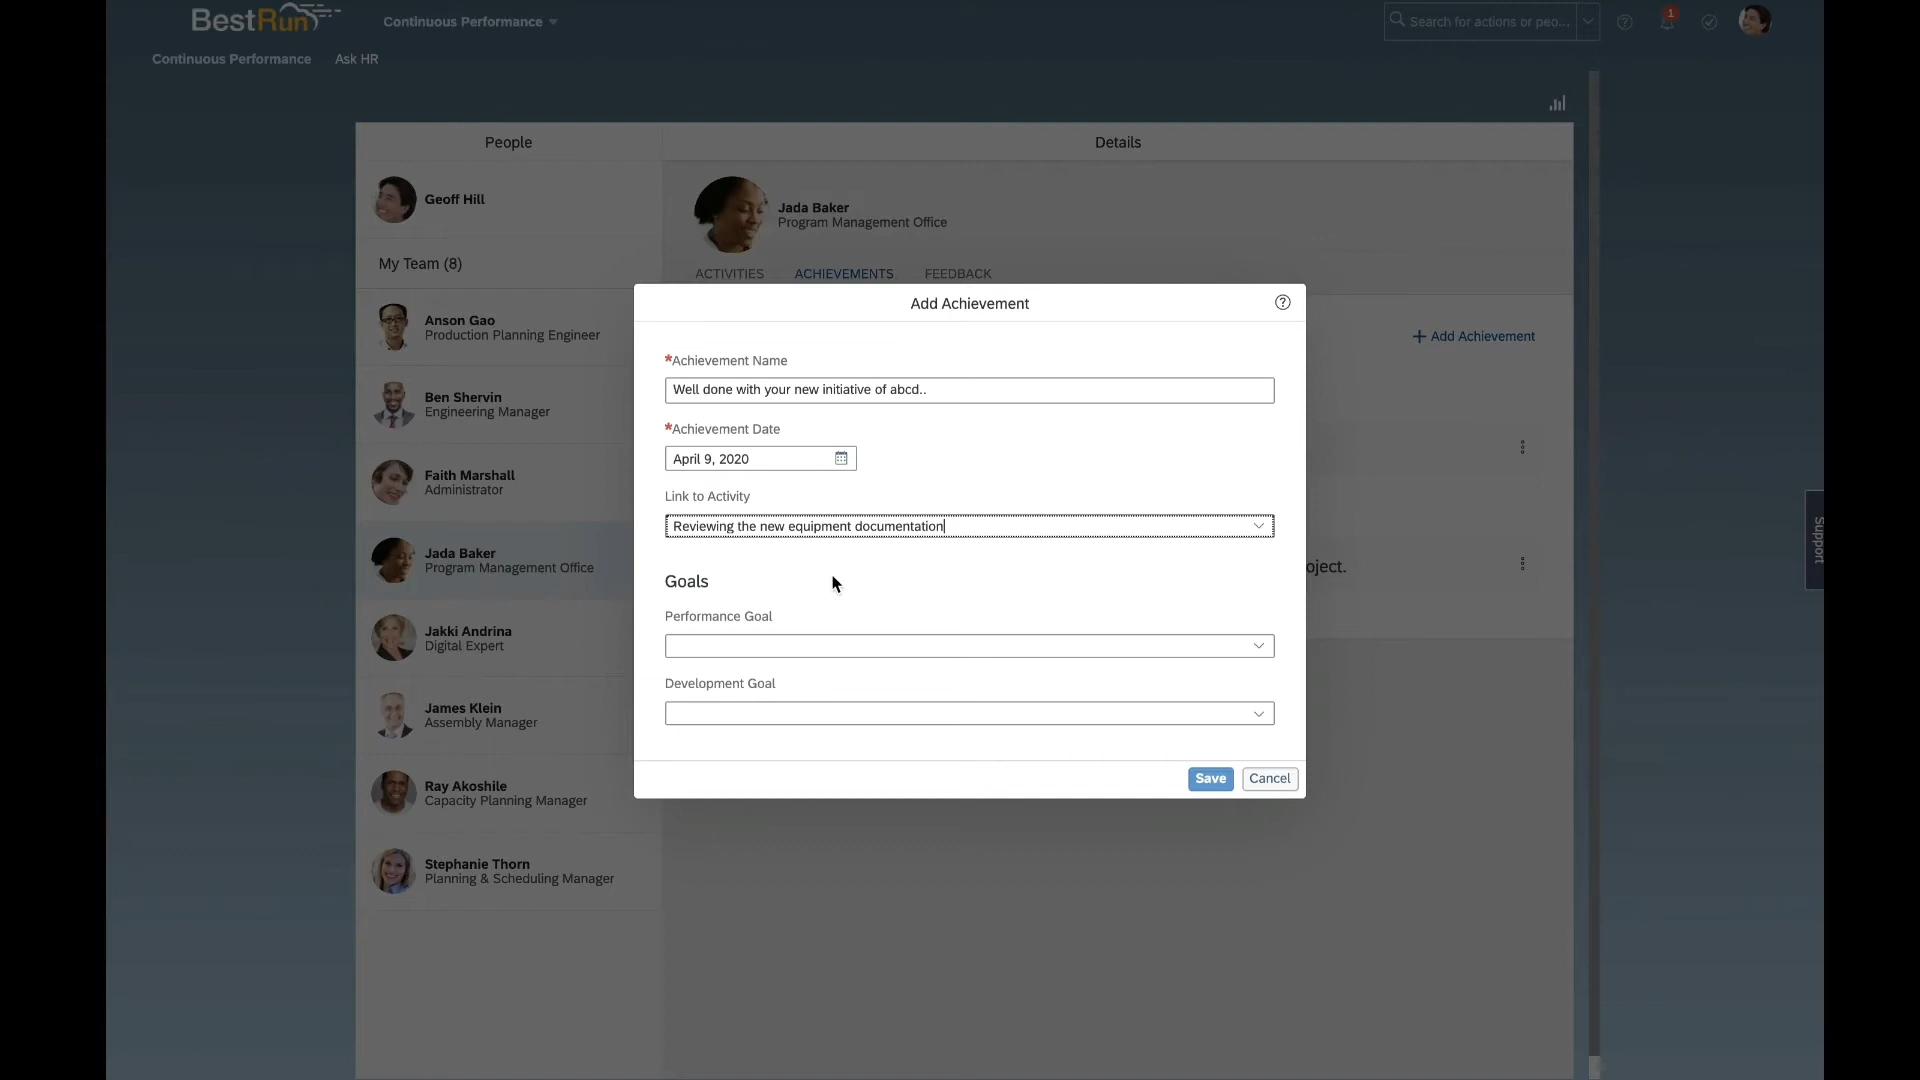 BestRun
Continuous Performance
Search for actions or peo...
1
Continuous Performance
Ask HR
People
Details
Geoff Hill
Jada Baker
Program Management Office
My Team (8)
ACTIVITIES
ACHIEVEMENTS
FEEDBACK
Add Achievement
Anson Gao
Production Planning Engineer
Add Achievement
*Achievement Name
Well done with your new initiative of abcd..
Ben Shervin
Engineering Manager
*Achievement Date
April 9, 2020
Faith Marshall
Administrator
Link to Activity
Reviewing the new equipment documentation
Support
Jada Baker
Program Management Office
oject.
Goals
Performance Goal
Jakki Andrina
Digital Expert
Development Goal
James Klein
Assembly Manager
Save
Cancel
Ray Akoshile
Capacity Planning Manager
Stephanie Thorn
Planning & Scheduling Manager